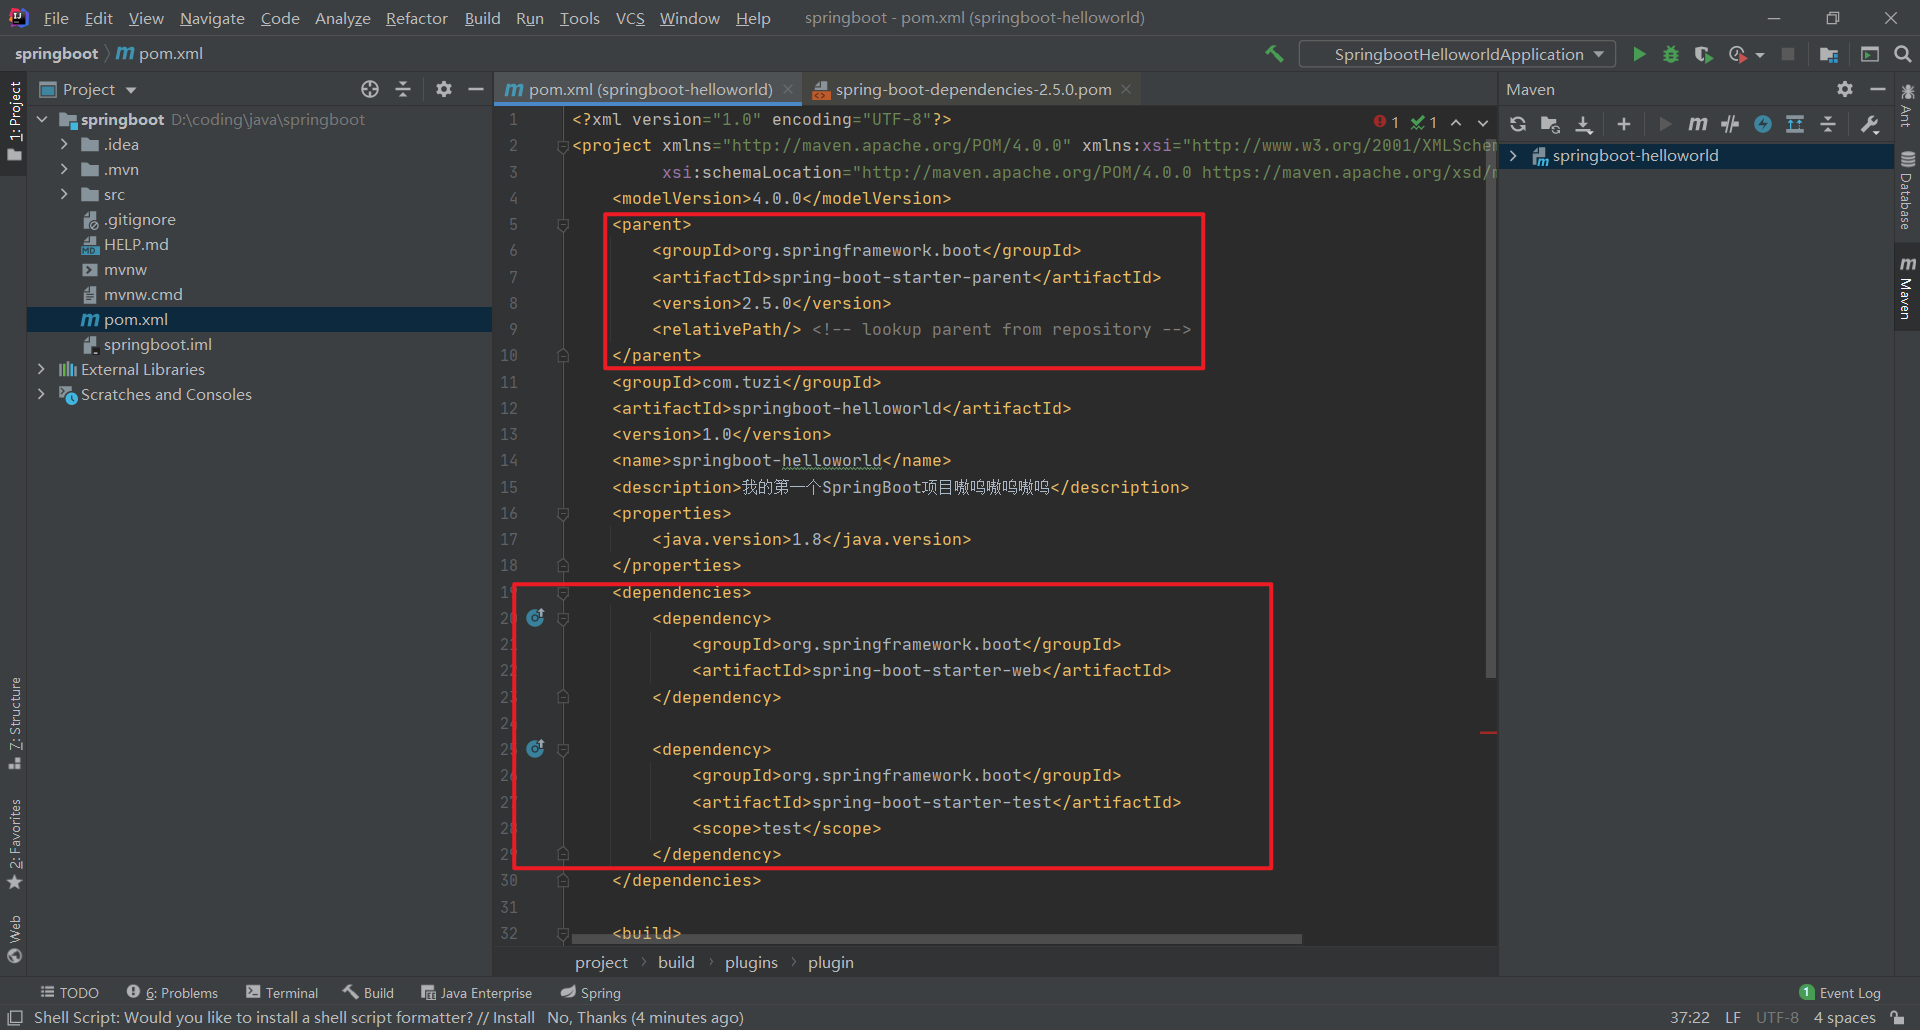 File Edit View Navigate Code Analyze Refactor Build Run Tools VCS Window Help springboot - pom.xml (springboot-helloworld)
springboot pom.xml SpringbootHelloworldApplication
1: Project
7: Structure
2: Favorites
Web
Project
springboot D:\coding\java\springboot
.idea
.mvn
src
.gitignore
HELP.md
mvnw
mvnw.cmd
pom.xml
springboot.iml
External Libraries
Scratches and Consoles
pom.xml (springboot-helloworld) spring-boot-dependencies-2.5.0.pom
1 1
1 <?xml version="1.0" encoding="UTF-8"?>
2 <project xmlns="http://maven.apache.org/POM/4.0.0" xmlns:xsi="http://www.w3.org/2001/XMLSchem
3 xsi:schemaLocation="http://maven.apache.org/POM/4.0.0 https://maven.apache.org/xsd/m
4 <modelVersion>4.0.0</modelVersion>
5 <parent>
6 <groupId>org.springframework.boot</groupId>
7 <artifactId>spring-boot-starter-parent</artifactId>
8 <version>2.5.0</version>
9 <relativePath/> <!-- lookup parent from repository -->
10 </parent>
11 <groupId>com.tuzi</groupId>
12 <artifactId>springboot-helloworld</artifactId>
13 <version>1.0</version>
14 <name>springboot-helloworld</name>
15 <description>我的第一个SpringBoot项目嗷呜嗷呜嗷呜</description>
16 <properties>
17 <java.version>1.8</java.version>
18 </properties>
19 <dependencies>
20 <dependency>
21 <groupId>org.springframework.boot</groupId>
22 <artifactId>spring-boot-starter-web</artifactId>
23 </dependency>
24
25 <dependency>
26 <groupId>org.springframework.boot</groupId>
27 <artifactId>spring-boot-starter-test</artifactId>
28 <scope>test</scope>
29 </dependency>
30 </dependencies>
31
32 <build>
project build plugins plugin
Maven
springboot-helloworld
Ant
Database
Maven
TODO 6: Problems Terminal Build Java Enterprise Spring 1 Event Log
Shell Script: Would you like to install a shell script formatter? // Install No, Thanks (4 minutes ago) 37:22 LF UTF-8 4 spaces